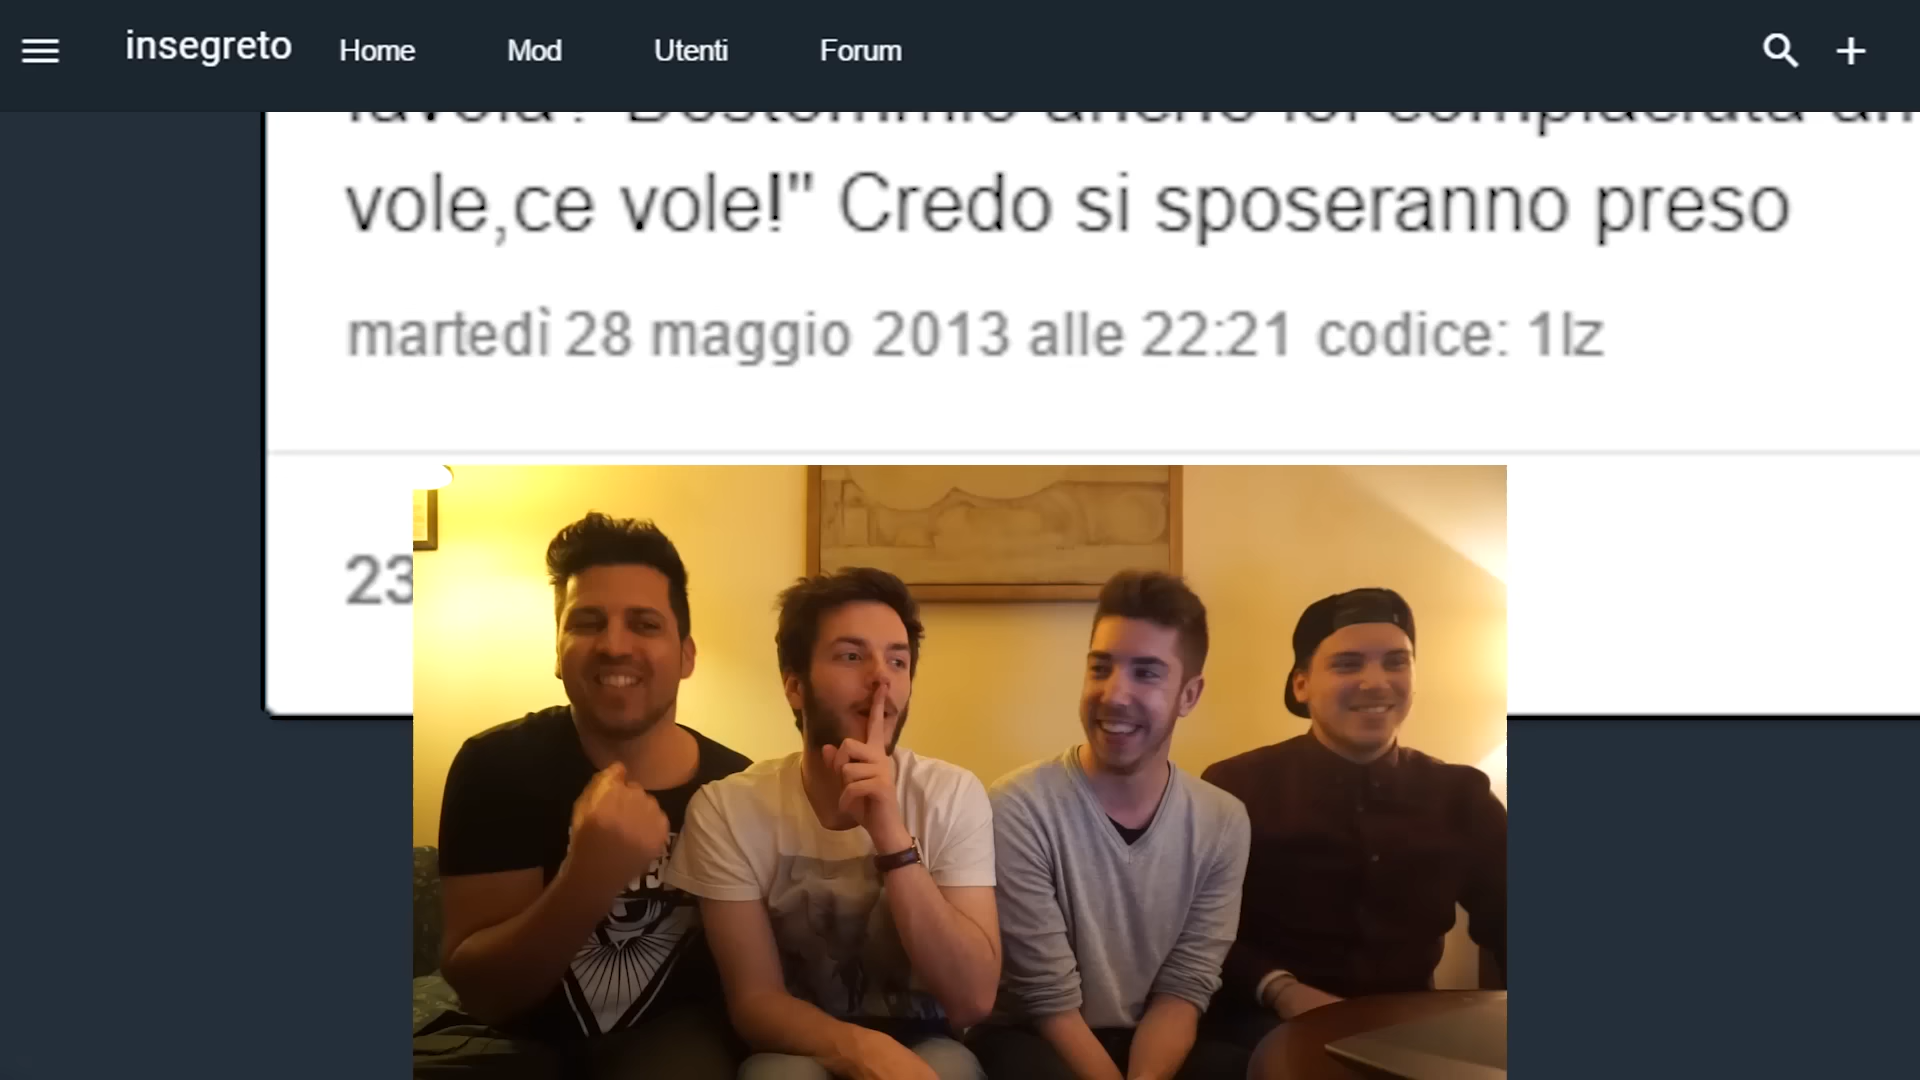 insegreto Home Mod Utenti Forum
vole,ce vole!" Credo si sposeranno preso
martedì 28 maggio 2013 alle 22:21 codice: 1lz
23